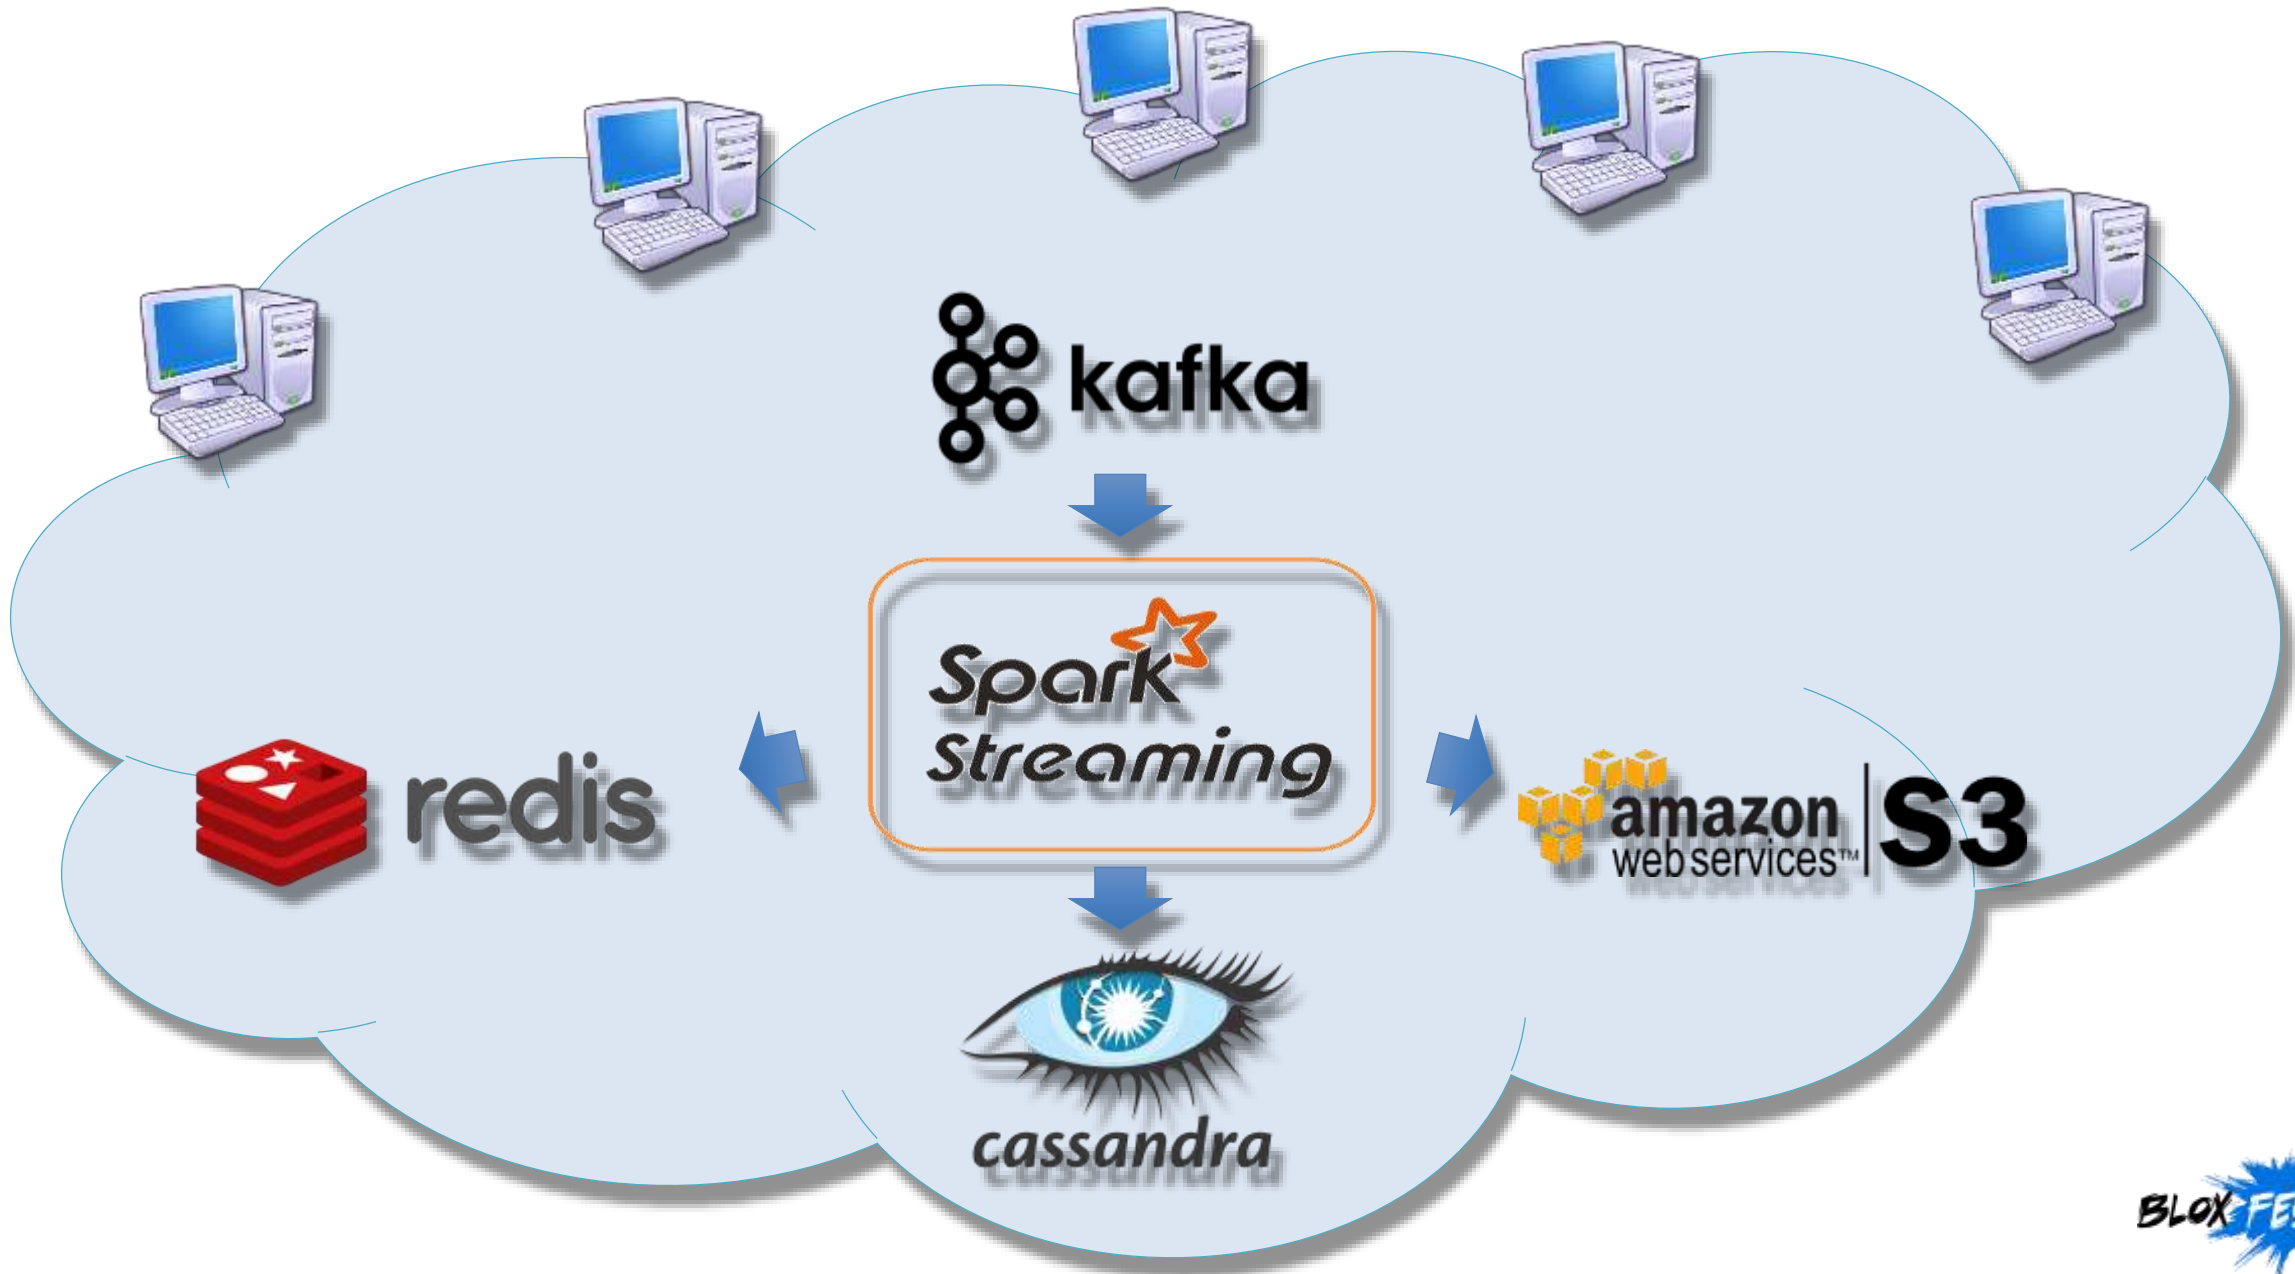 kafka
Spark
Streaming
redis
amazon
web services™
S3
cassandra
BLOX